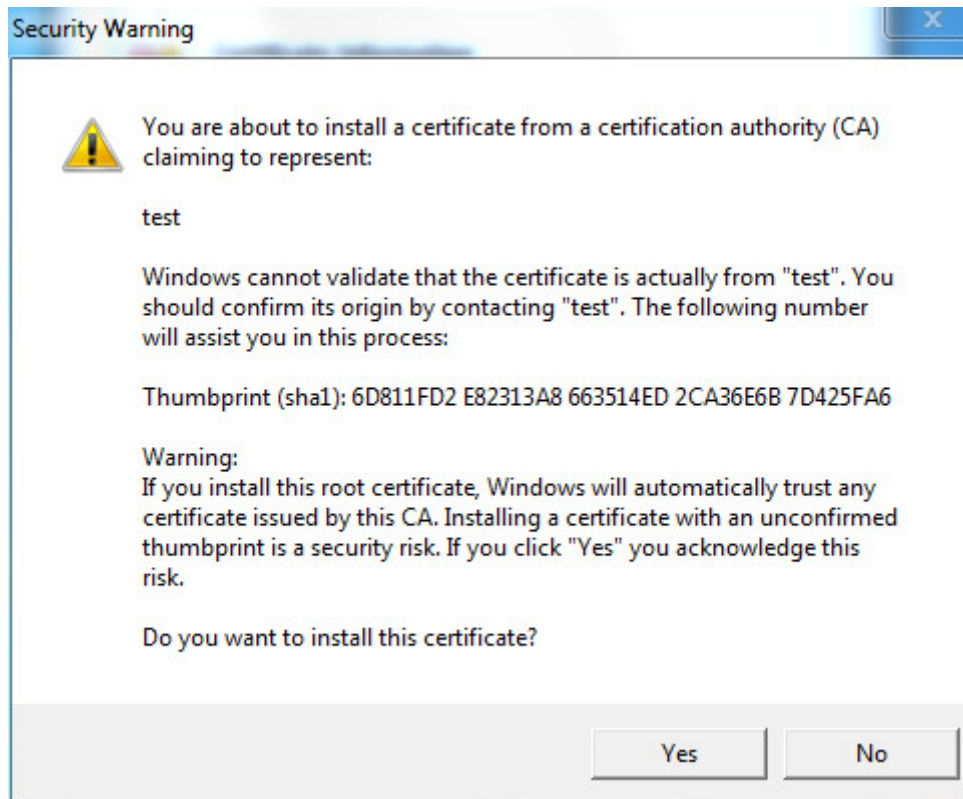 Security Warning
You are about to install a certificate from a certification authority (CA)
claiming to represent:
test
Windows cannot validate that the certificate is actually from "test". You
should confirm its origin by contacting "test". The following number
will assist you in this process:
Thumbprint (sha1): 6D811FD2 E82313A8 663514ED 2CA36E6B 7D425FA6
Warning:
If you install this root certificate, Windows will automatically trust any
certificate issued by this CA. Installing a certificate with an unconfirmed
thumbprint is a security risk. If you click "Yes" you acknowledge this
risk.
Do you want to install this certificate?
Yes
No